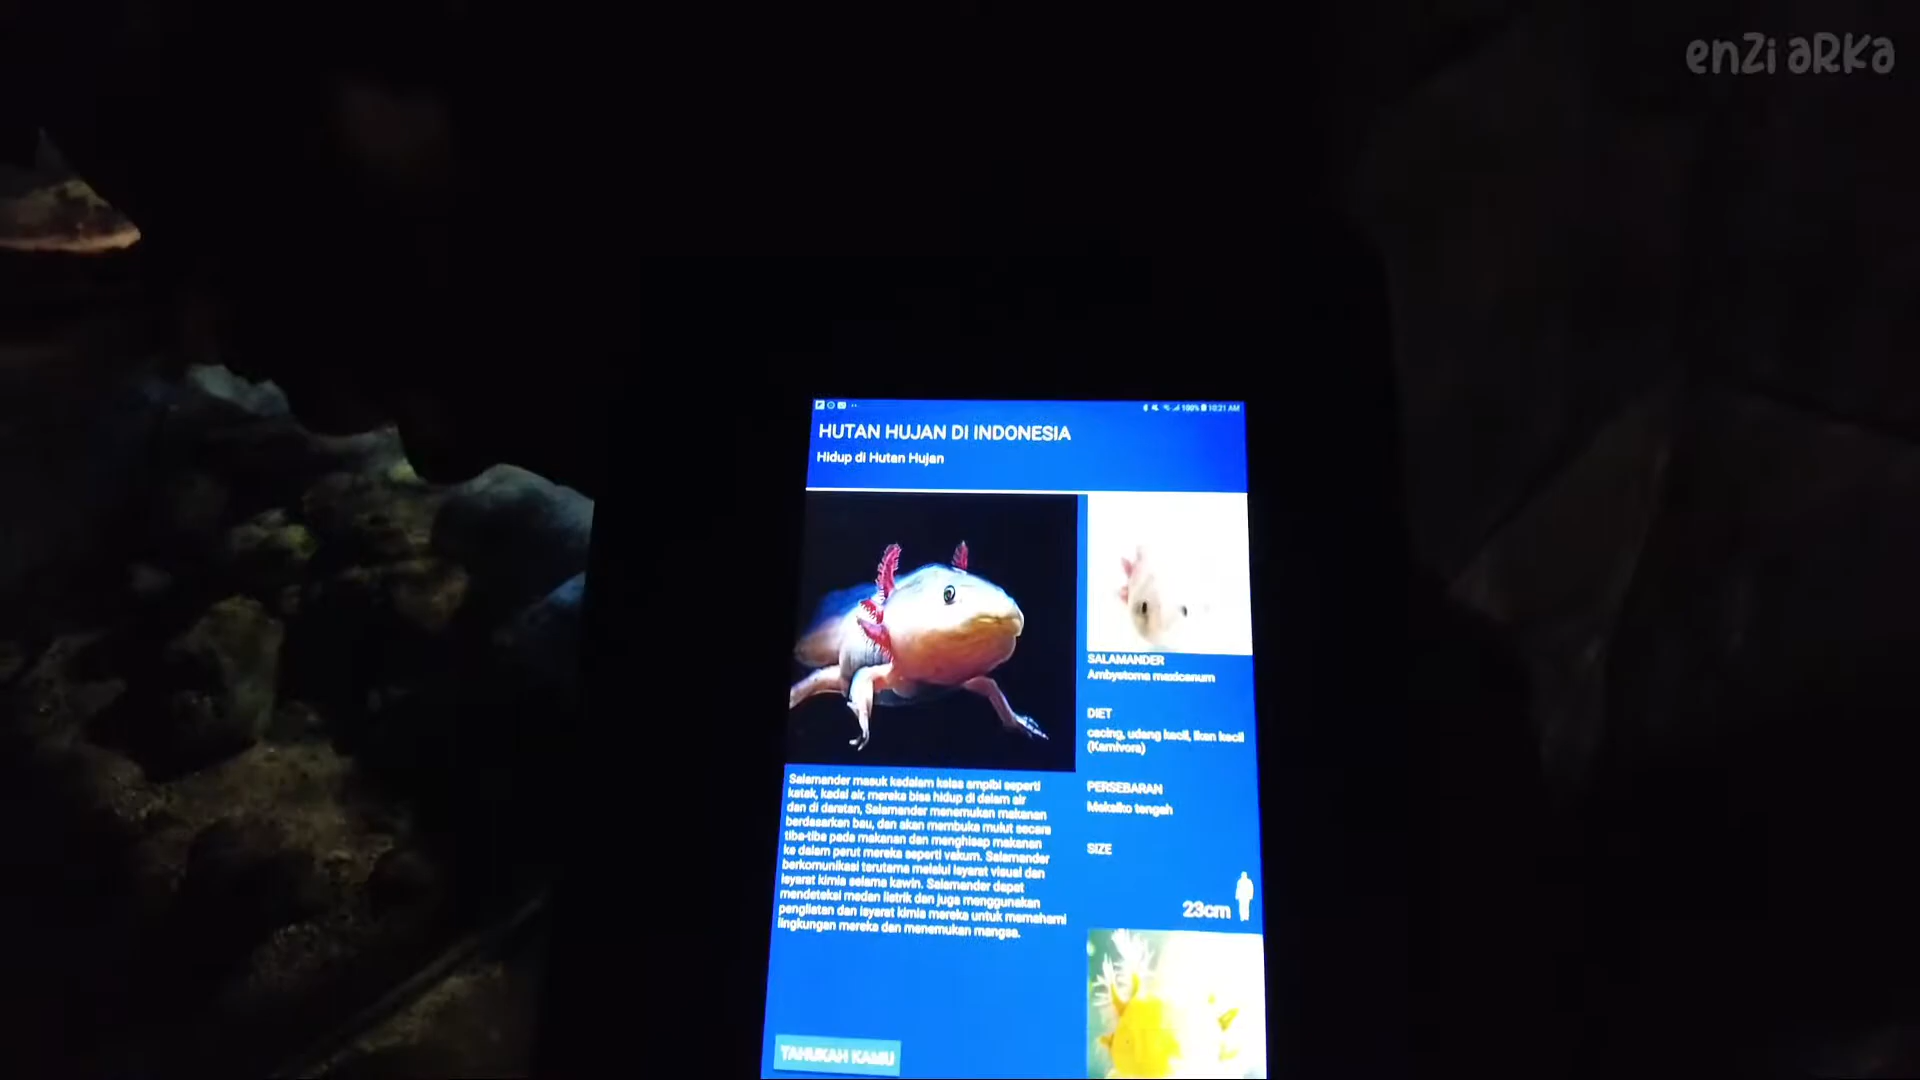 enzi aRKa
100% 10:21 AM
HUTAN HUJAN DI INDONESIA
Hidup di Hutan Hujan
SALAMANDER
Ambystoma mexicanum
DIET
cacing, udang kecil, ikan kecil
(Karnivora)
PERSEBARAN
Meksiko tengah
SIZE
23cm
Salamander masuk kedalam kelas ampibi seperti
katak, kadal air, mereka bisa hidup di dalam air
dan di daratan, Salamander menemukan makanan
berdasarkan bau, dan akan membuka mulut secara
tiba-tiba pada makanan dan menghisap makanan
ke dalam perut mereka seperti vakum. Salamander
berkomunikasi terutama melalui isyarat visual dan
isyarat kimia selama kawin. Salamander dapat
mendeteksi medan listrik dan juga menggunakan
pengliatan dan isyarat kimia mereka untuk memahami
lingkungan mereka dan menemukan mangsa.
TAHUKAH KAMU